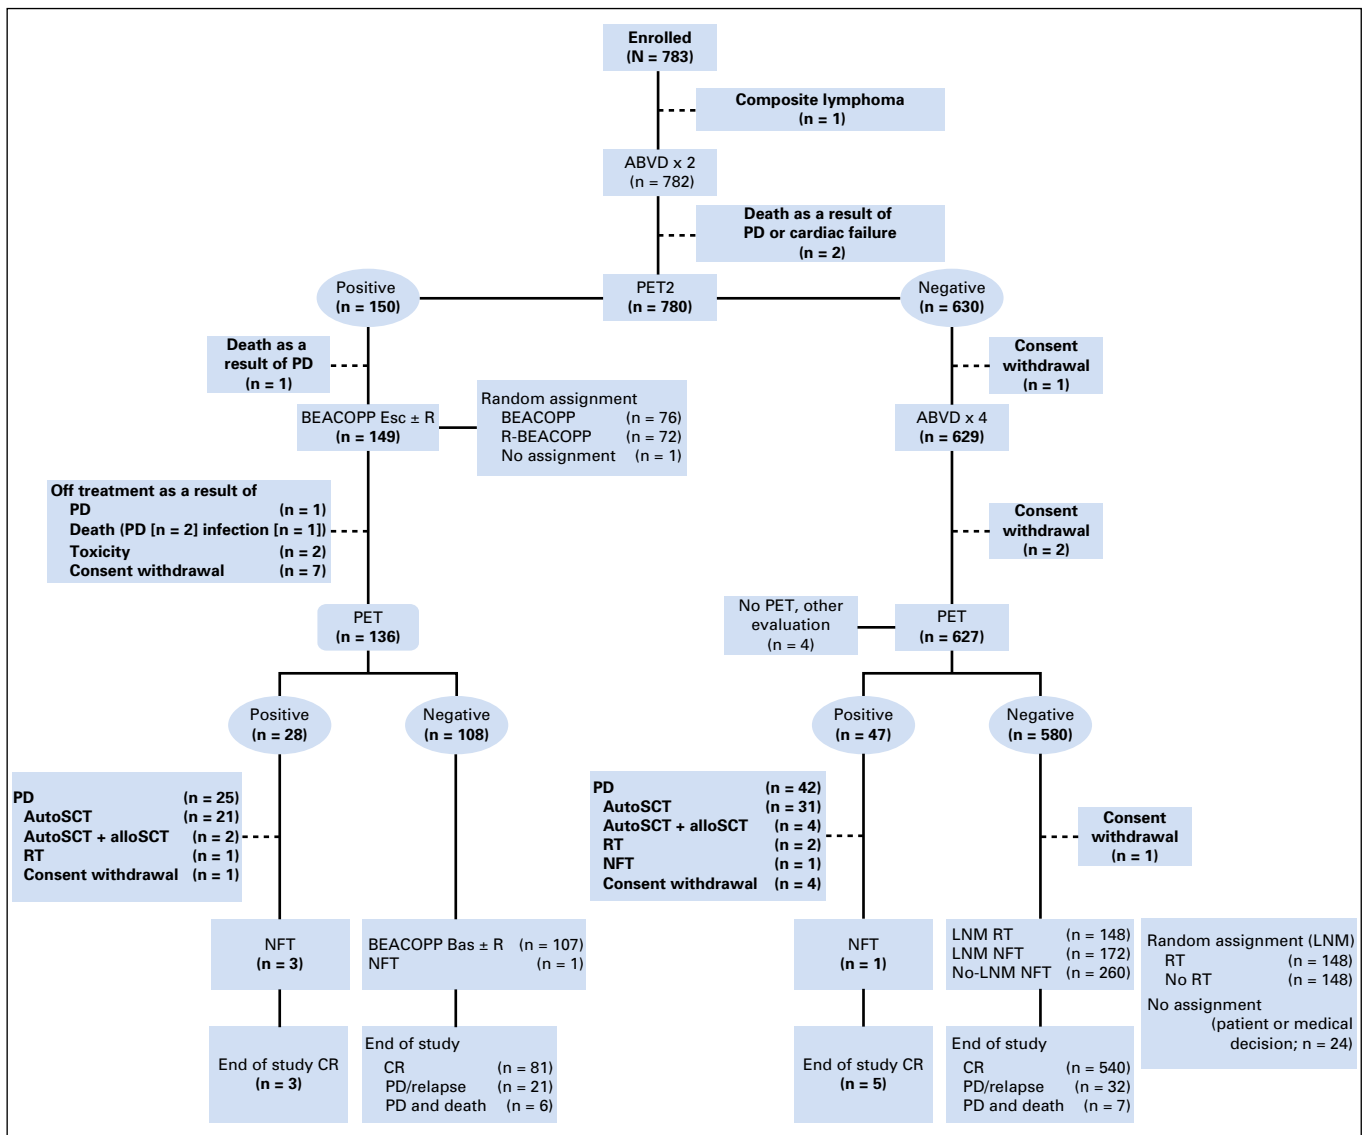 Enrolled
(N = 783)
Composite lymphoma
(n = 1)
ABVD x 2
(n = 782)
Death as a result of
PD or cardiac failure
(n = 2)
Positive
(n = 150)
PET2
(n = 780)
Negative
(n = 630)
Death as a
result of PD
(n = 1)
Consent
withdrawal
(n = 1)
BEACOPP Esc ± R
(n = 149)
Random assignment
BEACOPP (n = 76)
R-BEACOPP (n = 72)
No assignment (n = 1)
ABVD x 4
(n = 629)
Off treatment as a result of
PD (n = 1)
Death (PD [n = 2] infection [n = 1])
Toxicity (n = 2)
Consent withdrawal (n = 7)
Consent
withdrawal
(n = 2)
PET
(n = 136)
No PET, other
evaluation
(n = 4)
PET
(n = 627)
Positive
(n = 28)
Negative
(n = 108)
Positive
(n = 47)
Negative
(n = 580)
PD (n = 25)
AutoSCT (n = 21)
AutoSCT + alloSCT (n = 2)
RT (n = 1)
Consent withdrawal (n = 1)
PD (n = 42)
AutoSCT (n = 31)
AutoSCT + alloSCT (n = 4)
RT (n = 2)
NFT (n = 1)
Consent withdrawal (n = 4)
Consent
withdrawal
(n = 1)
NFT
(n = 3)
BEACOPP Bas ± R (n = 107)
NFT (n = 1)
NFT
(n = 1)
LNM RT (n = 148)
LNM NFT (n = 172)
No-LNM NFT (n = 260)
Random assignment (LNM)
RT (n = 148)
No RT (n = 148)
No assignment
(patient or medical
decision; n = 24)
End of study CR
(n = 3)
End of study
CR (n = 81)
PD/relapse (n = 21)
PD and death (n = 6)
End of study CR
(n = 5)
End of study
CR (n = 540)
PD/relapse (n = 32)
PD and death (n = 7)